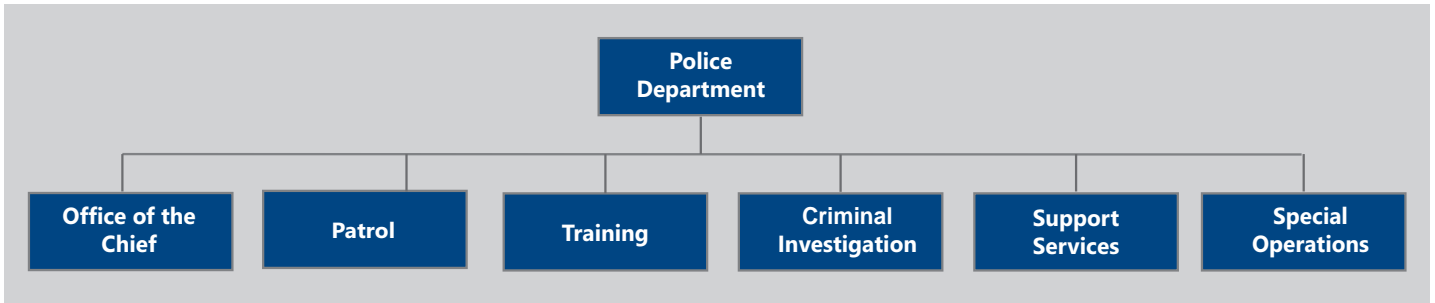 Police
Department
Office of the
Chief
Patrol
Training
Criminal
Investigation
Support
Services
Special
Operations